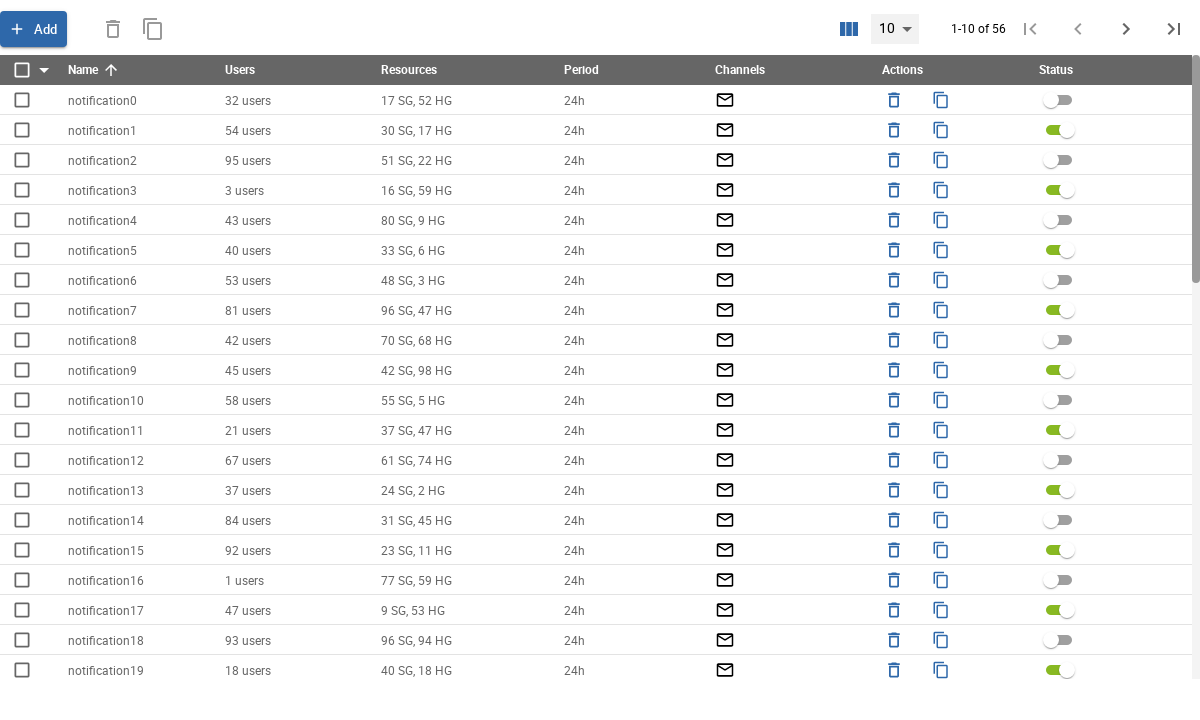 Add 10 1-10 of 56
Name Users Resources Period Channels Actions Status
notification0 32 users 17 SG, 52 HG 24h
notification1 54 users 30 SG, 17 HG 24h
notification2 95 users 51 SG, 22 HG 24h
notification3 3 users 16 SG, 59 HG 24h
notification4 43 users 80 SG, 9 HG 24h
notification5 40 users 33 SG, 6 HG 24h
notification6 53 users 48 SG, 3 HG 24h
notification7 81 users 96 SG, 47 HG 24h
notification8 42 users 70 SG, 68 HG 24h
notification9 45 users 42 SG, 98 HG 24h
notification10 58 users 55 SG, 5 HG 24h
notification11 21 users 37 SG, 47 HG 24h
notification12 67 users 61 SG, 74 HG 24h
notification13 37 users 24 SG, 2 HG 24h
notification14 84 users 31 SG, 45 HG 24h
notification15 92 users 23 SG, 11 HG 24h
notification16 1 users 77 SG, 59 HG 24h
notification17 47 users 9 SG, 53 HG 24h
notification18 93 users 96 SG, 94 HG 24h
notification19 18 users 40 SG, 18 HG 24h